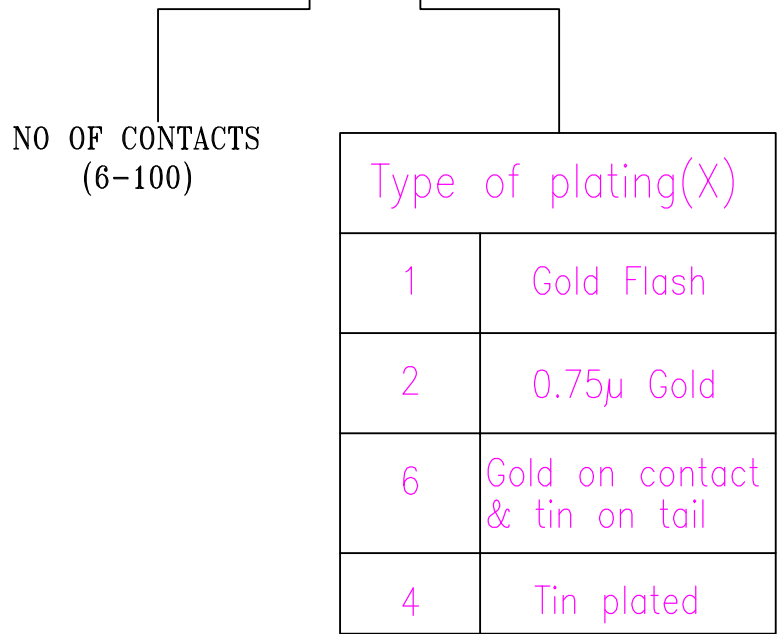 NO OF CONTACTS
(6-100)
Type of plating(X)
1 Gold Flash
2 0.75µ Gold
6 Gold on contact
& tin on tail
4 Tin plated